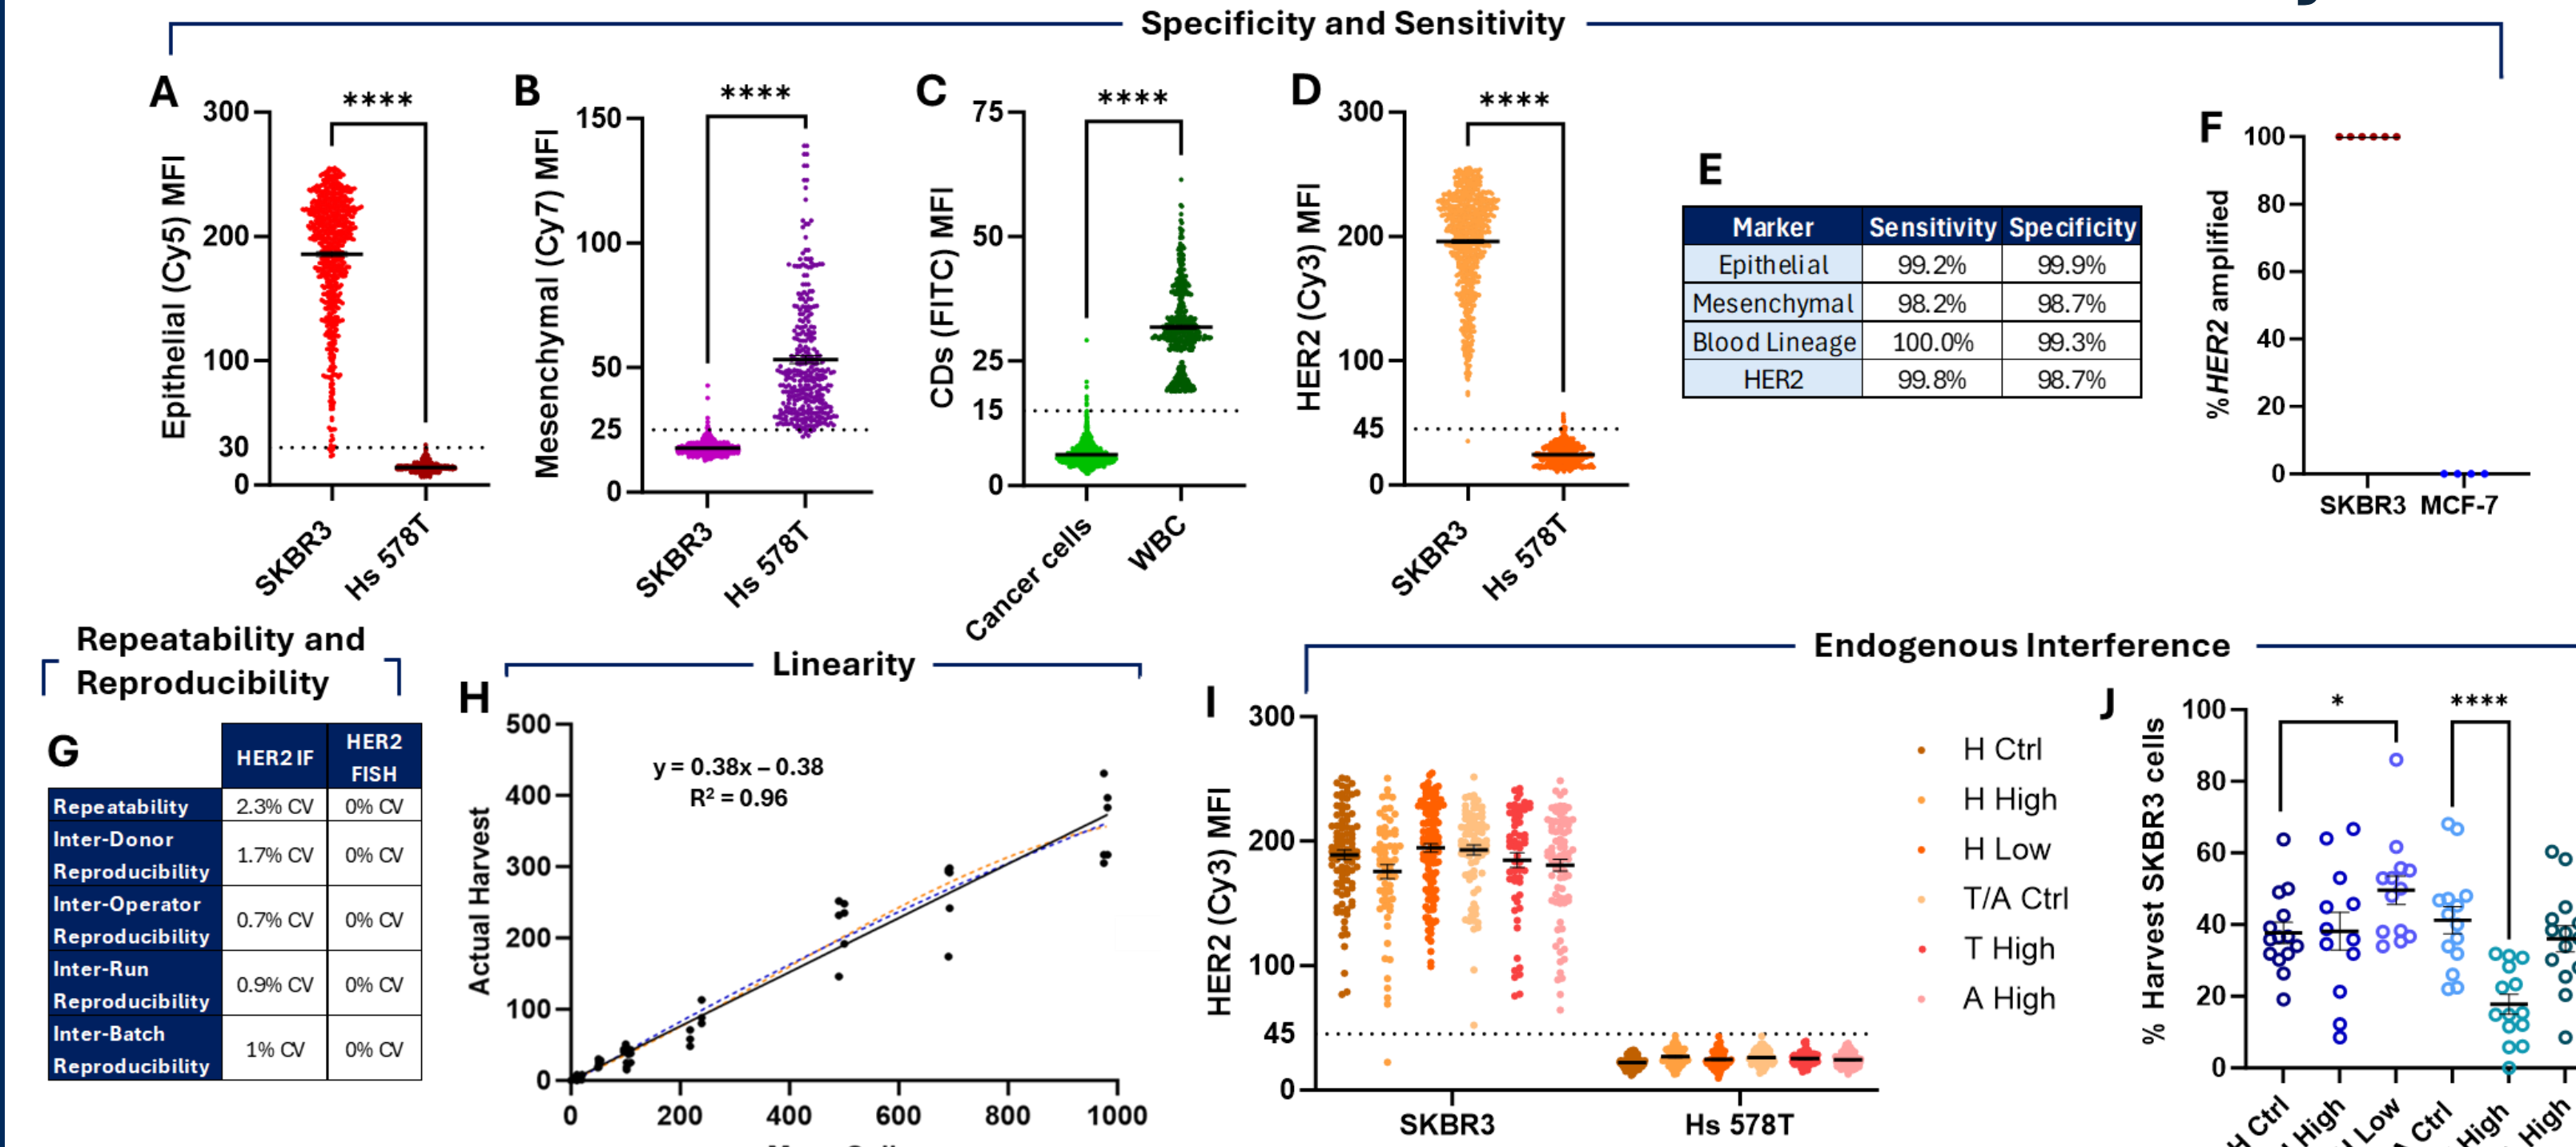 Specificity and Sensitivity
A
****
300
200
100
30
0
Epithelial (Cy5) MFI
SKBR3
Hs 578T
B
****
150
100
50
25
0
Mesenchymal (Cy7) MFI
SKBR3
Hs 578T
C
****
75
50
25
15
0
CDs (FITC) MFI
Cancer cells
WBC
D
****
300
200
100
45
0
HER2 (Cy3) MFI
SKBR3
Hs 578T
E
Marker Sensitivity Specificity
Epithelial 99.2% 99.9%
Mesenchymal 98.2% 98.7%
Blood Lineage 100.0% 99.3%
HER2 99.8% 98.7%
F
100
80
60
40
20
0
%HER2 amplified
SKBR3 MCF-7
Repeatability and
Reproducibility
G
HER2 IF
HER2
FISH
Repeatability 2.3% CV 0% CV
Inter-Donor
Reproducibility
1.7% CV 0% CV
Inter-Operator
Reproducibility
0.7% CV 0% CV
Inter-Run
Reproducibility
0.9% CV 0% CV
Inter-Batch
Reproducibility
1% CV 0% CV
Linearity
H
500
400
300
200
100
0
Actual Harvest
y = 0.38x – 0.38
R² = 0.96
0 200 400 600 800 1000
Endogenous Interference
I
300
200
100
45
0
HER2 (Cy3) MFI
SKBR3 Hs 578T
H Ctrl
H High
H Low
T/A Ctrl
T High
A High
J
* ****
100
80
60
40
20
0
% Harvest SKBR3 cells
H Ctrl
High
Low
Ctrl
High
High